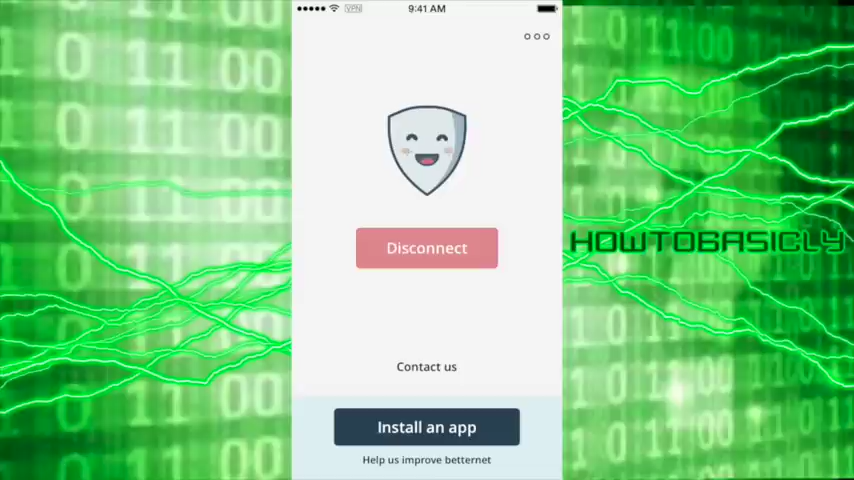 VPN
9:41 AM
Disconnect
HOWTOBASICLY
Contact us
Install an app
Help us improve betternet